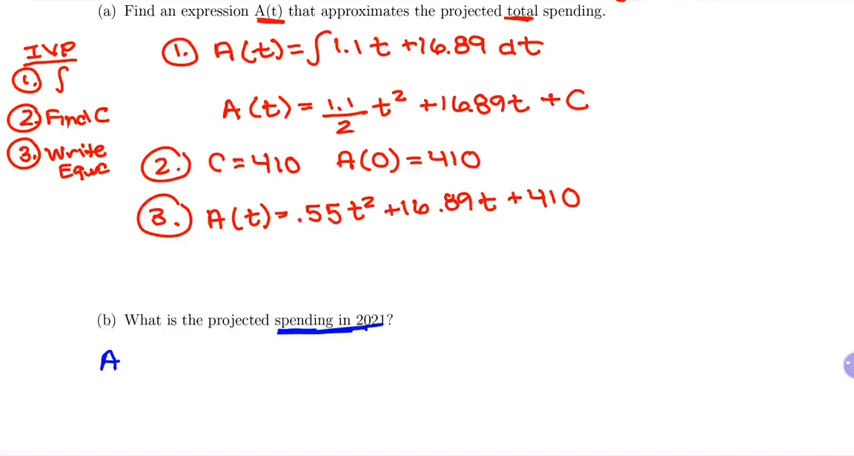 (a) Find an expression A(t) that approximates the projected total spending.
IVP
1. ∫
2. Find C
3. Write Equa
1. A(t) = ∫ 1.1t + 16.89 dt
A(t) = 1.1/2 t² + 16.89t + C
2. C = 410 A(0) = 410
3. A(t) = .55t² + 16.89t + 410
(b) What is the projected spending in 2021?
A